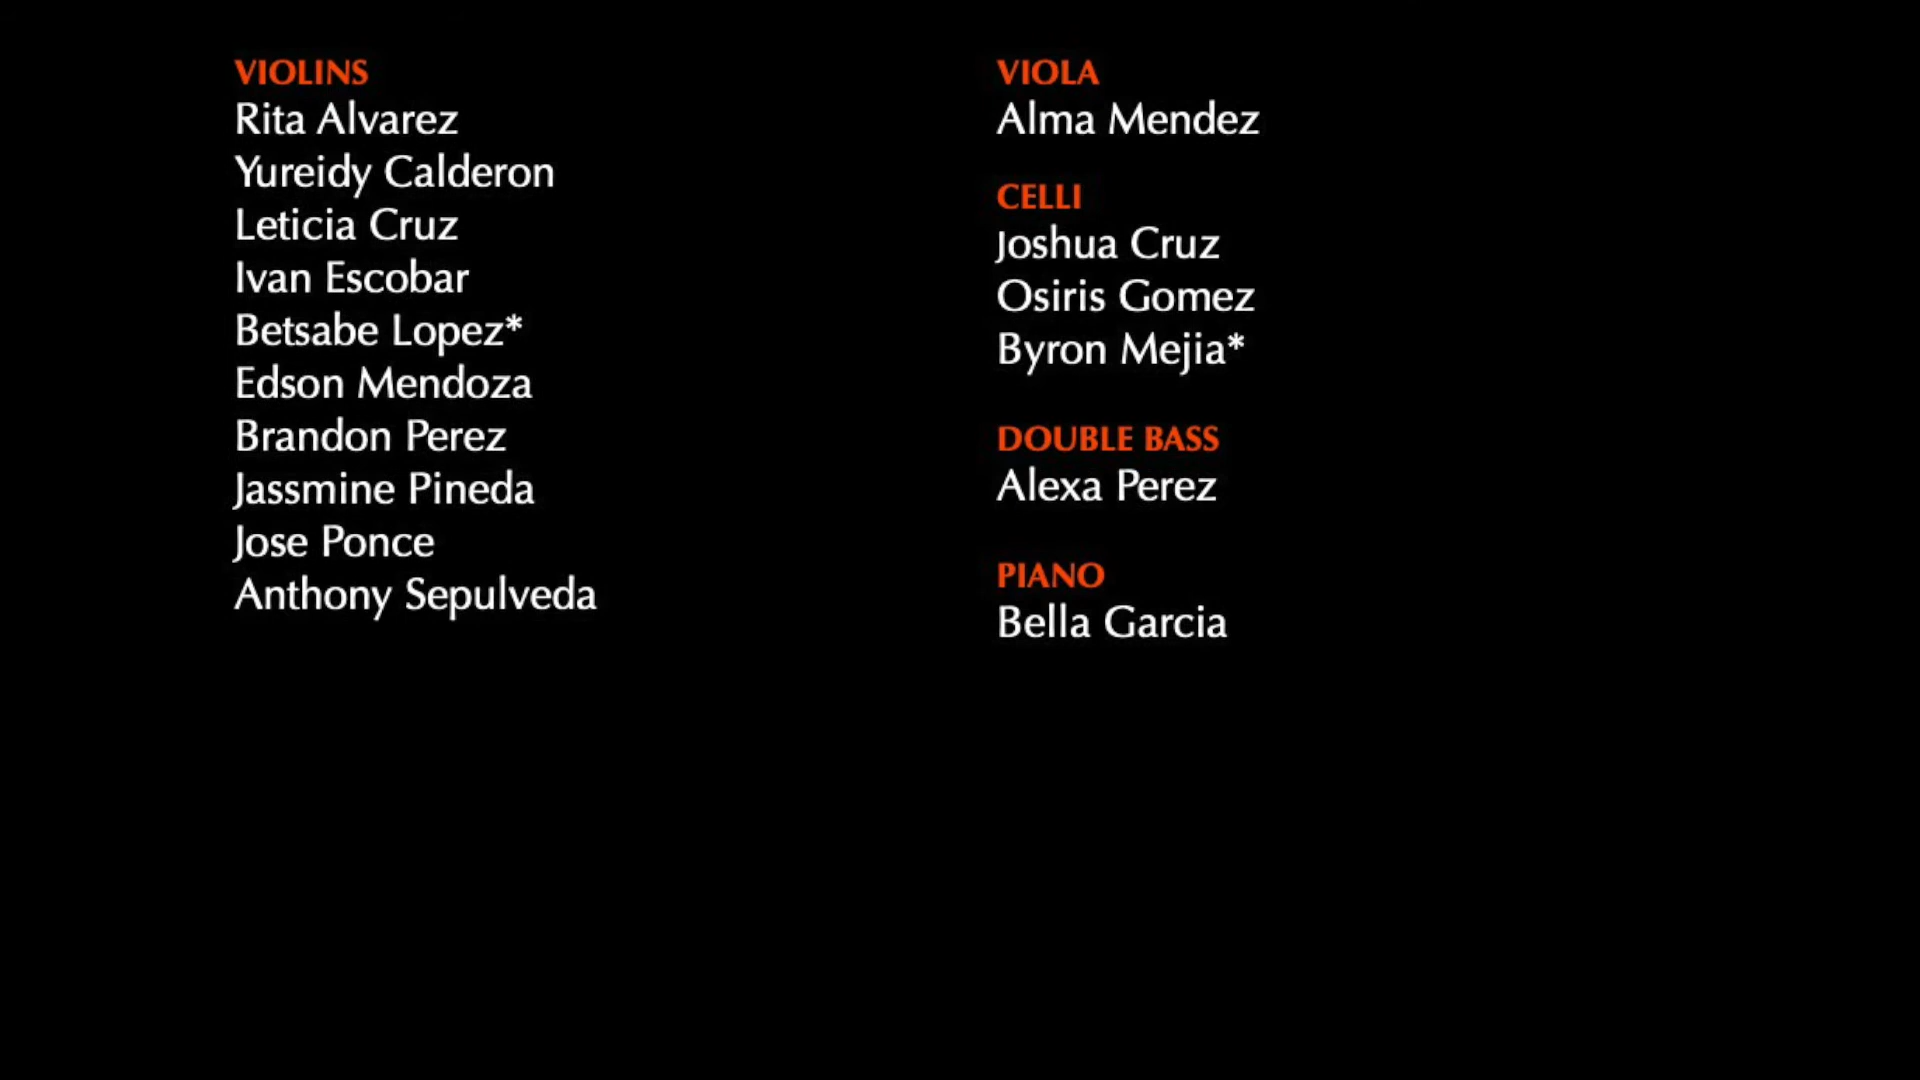 VIOLINS
Rita Alvarez
Yureidy Calderon
Leticia Cruz
Ivan Escobar
Betsabe Lopez*
Edson Mendoza
Brandon Perez
Jassmine Pineda
Jose Ponce
Anthony Sepulveda
VIOLA
Alma Mendez
CELLI
Joshua Cruz
Osiris Gomez
Byron Mejia*
DOUBLE BASS
Alexa Perez
PIANO
Bella Garcia